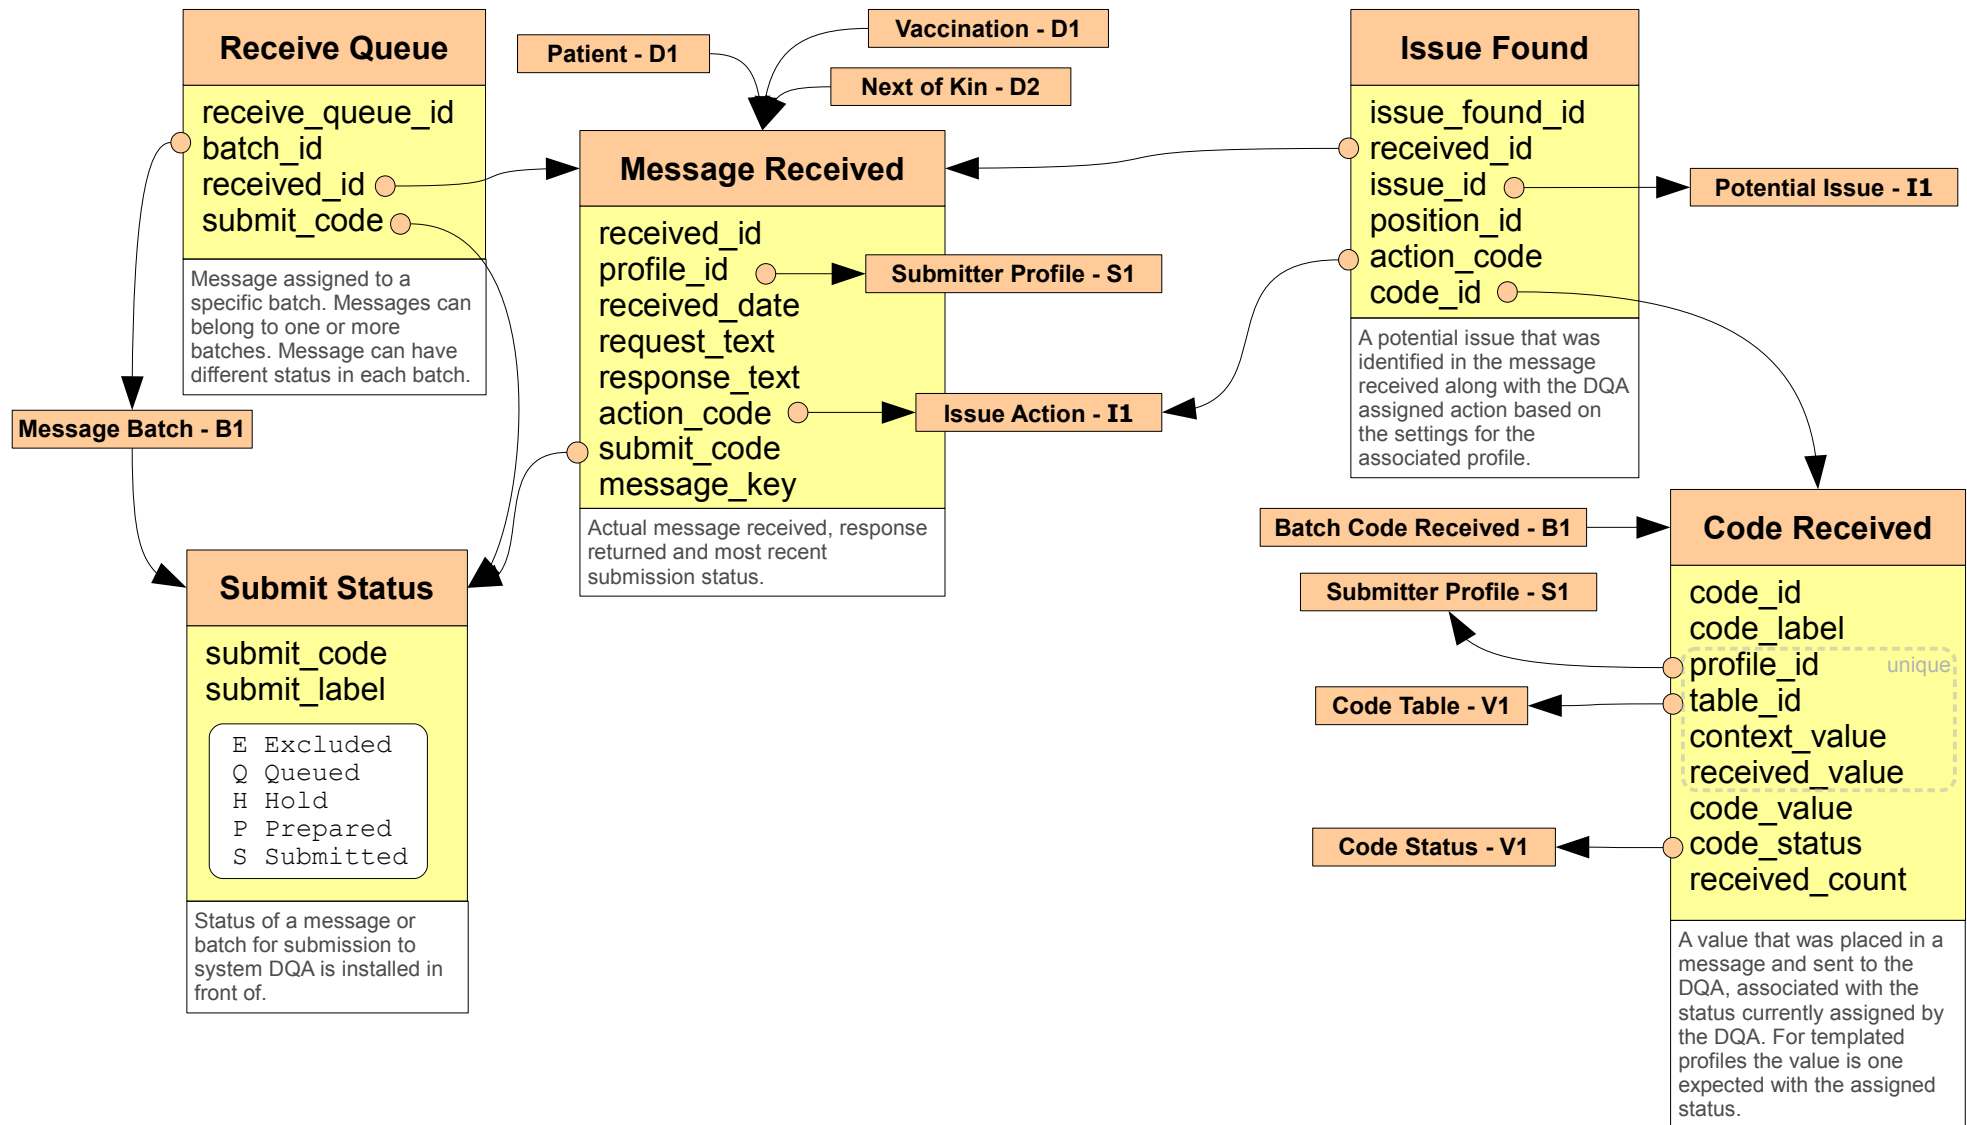 Receive Queue
receive_queue_id
batch_id
received_id
submit_code
Message assigned to a
specific batch. Messages can
belong to one or more
batches. Message can have
different status in each batch.
Patient - D1
Vaccination - D1
Next of Kin - D2
Message Received
received_id
profile_id
received_date
request_text
response_text
action_code
submit_code
message_key
Actual message received, response
returned and most recent
submission status.
Submitter Profile - S1
Issue Action - I1
Issue Found
issue_found_id
received_id
issue_id
position_id
action_code
code_id
A potential issue that was
identified in the message
received along with the DQA
assigned action based on
the settings for the
associated profile.
Potential Issue - I1
Message Batch - B1
Submit Status
submit_code
submit_label
E Excluded
Q Queued
H Hold
P Prepared
S Submitted
Status of a message or
batch for submission to
system DQA is installed in
front of.
Batch Code Received - B1
Submitter Profile - S1
Code Table - V1
Code Status - V1
Code Received
code_id
code_label
profile_id unique
table_id
context_value
received_value
code_value
code_status
received_count
A value that was placed in a
message and sent to the
DQA, associated with the
status currently assigned by
the DQA. For templated
profiles the value is one
expected with the assigned
status.